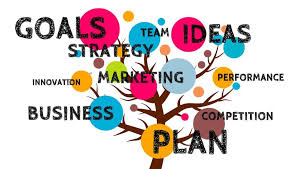 GOALS
TEAM
IDEAS
STRATEGY
INNOVATION
MARKETING
PERFORMANCE
BUSINESS
COMPETITION
PLAN